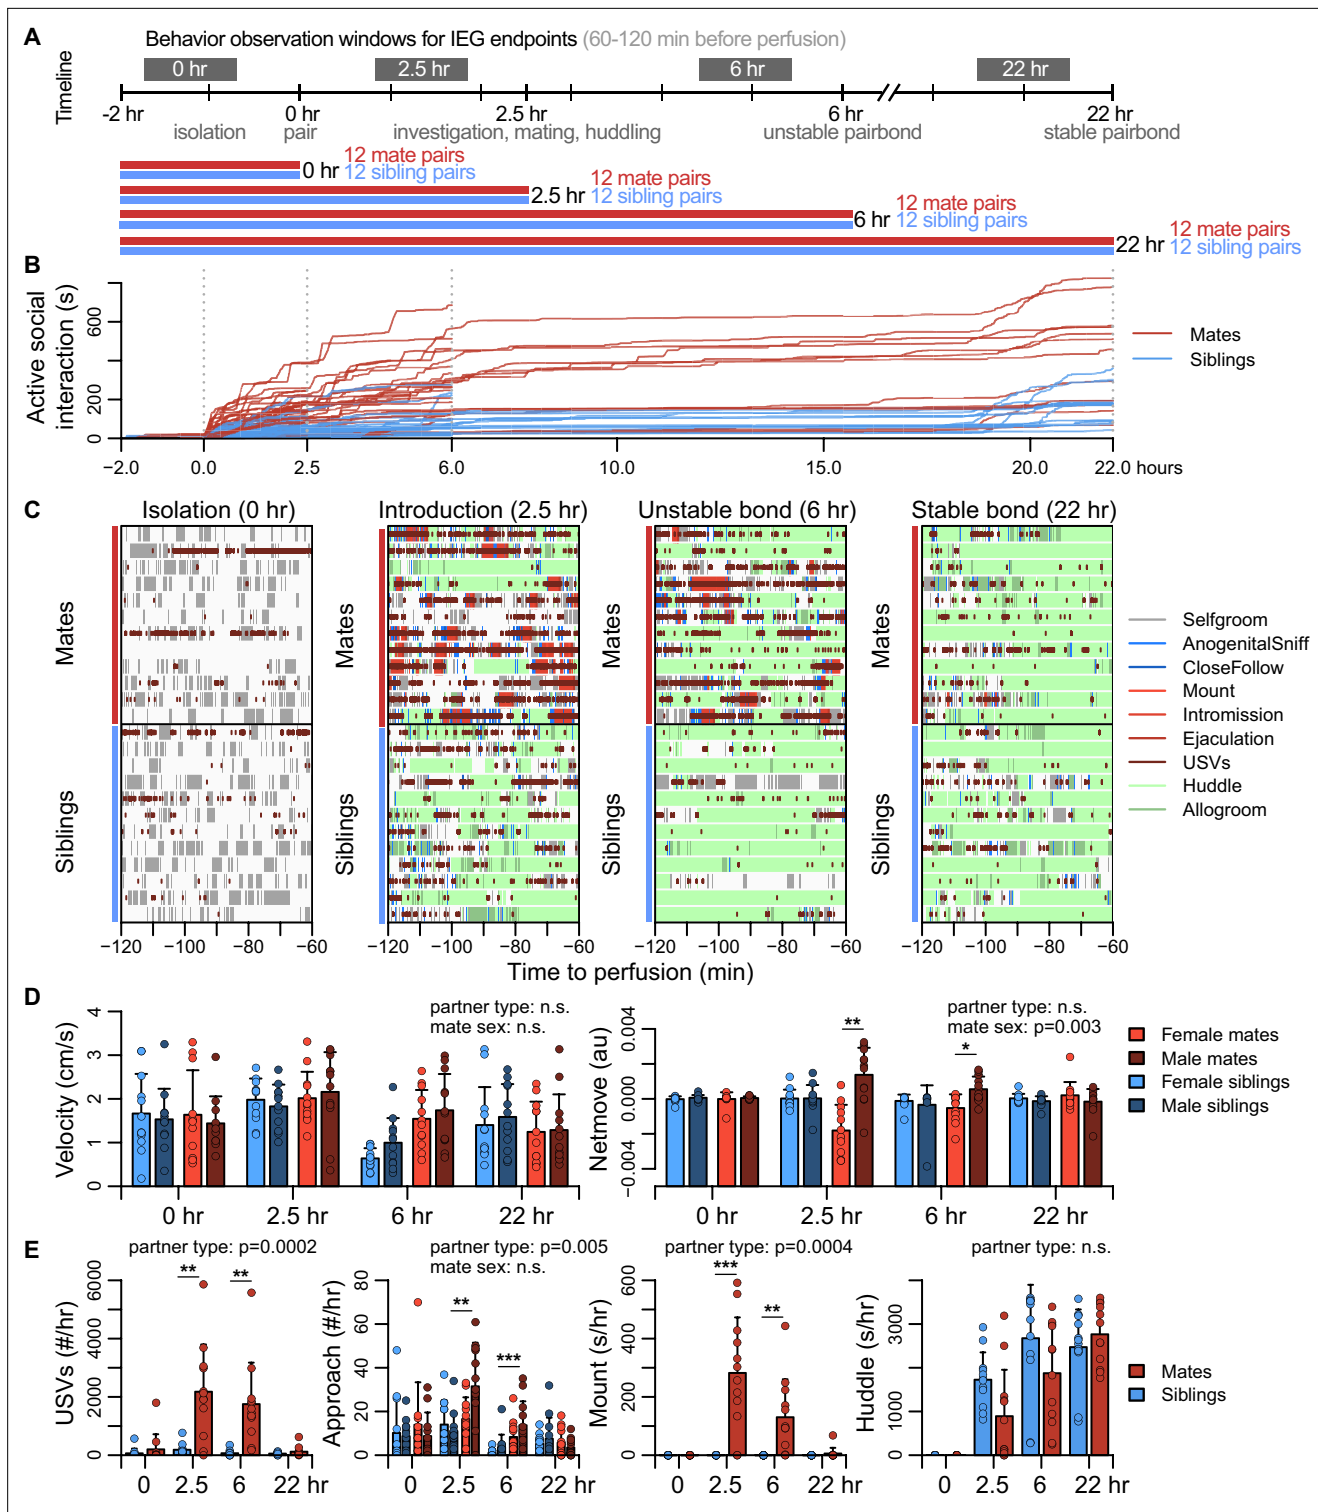 A
Behavior observation windows for IEG endpoints (60-120 min before perfusion)
Timeline
0 hr
2.5 hr
6 hr
22 hr
-2 hr
0 hr
2.5 hr
6 hr
22 hr
isolation
pair
investigation, mating, huddling
unstable pairbond
stable pairbond
0 hr
12 mate pairs
12 sibling pairs
2.5 hr
12 mate pairs
12 sibling pairs
6 hr
12 mate pairs
12 sibling pairs
22 hr
12 mate pairs
12 sibling pairs
B
Active social
interaction (s)
600
200
0
−2.0
0.0
2.5
6.0
10.0
15.0
20.0
22.0 hours
Mates
Siblings
C
Isolation (0 hr)
Introduction (2.5 hr)
Unstable bond (6 hr)
Stable bond (22 hr)
Mates
Siblings
Mates
Siblings
Mates
Siblings
Mates
Siblings
−120
−100
−80
−60
−120
−100
−80
−60
−120
−100
−80
−60
−120
−100
−80
−60
Time to perfusion (min)
Selfgroom
AnogenitalSniff
CloseFollow
Mount
Intromission
Ejaculation
USVs
Huddle
Allogroom
D
Velocity (cm/s)
4
3
2
1
0
partner type: n.s.
mate sex: n.s.
0 hr
2.5 hr
6 hr
22 hr
Netmove (au)
0.004
0.000
−0.004
**
*
partner type: n.s.
mate sex: p=0.003
0 hr
2.5 hr
6 hr
22 hr
Female mates
Male mates
Female siblings
Male siblings
E
partner type: p=0.0002
USVs (#/hr)
6000
4000
2000
0
**
**
0
2.5
6
22 hr
partner type: p=0.005
mate sex: n.s.
Approach (#/hr)
80
60
40
20
0
**
***
0
2.5
6
22 hr
partner type: p=0.0004
Mount (s/hr)
600
400
200
0
***
**
0
2.5
6
22 hr
partner type: n.s.
Huddle (s/hr)
3000
1000
0
0
2.5
6
22 hr
Mates
Siblings